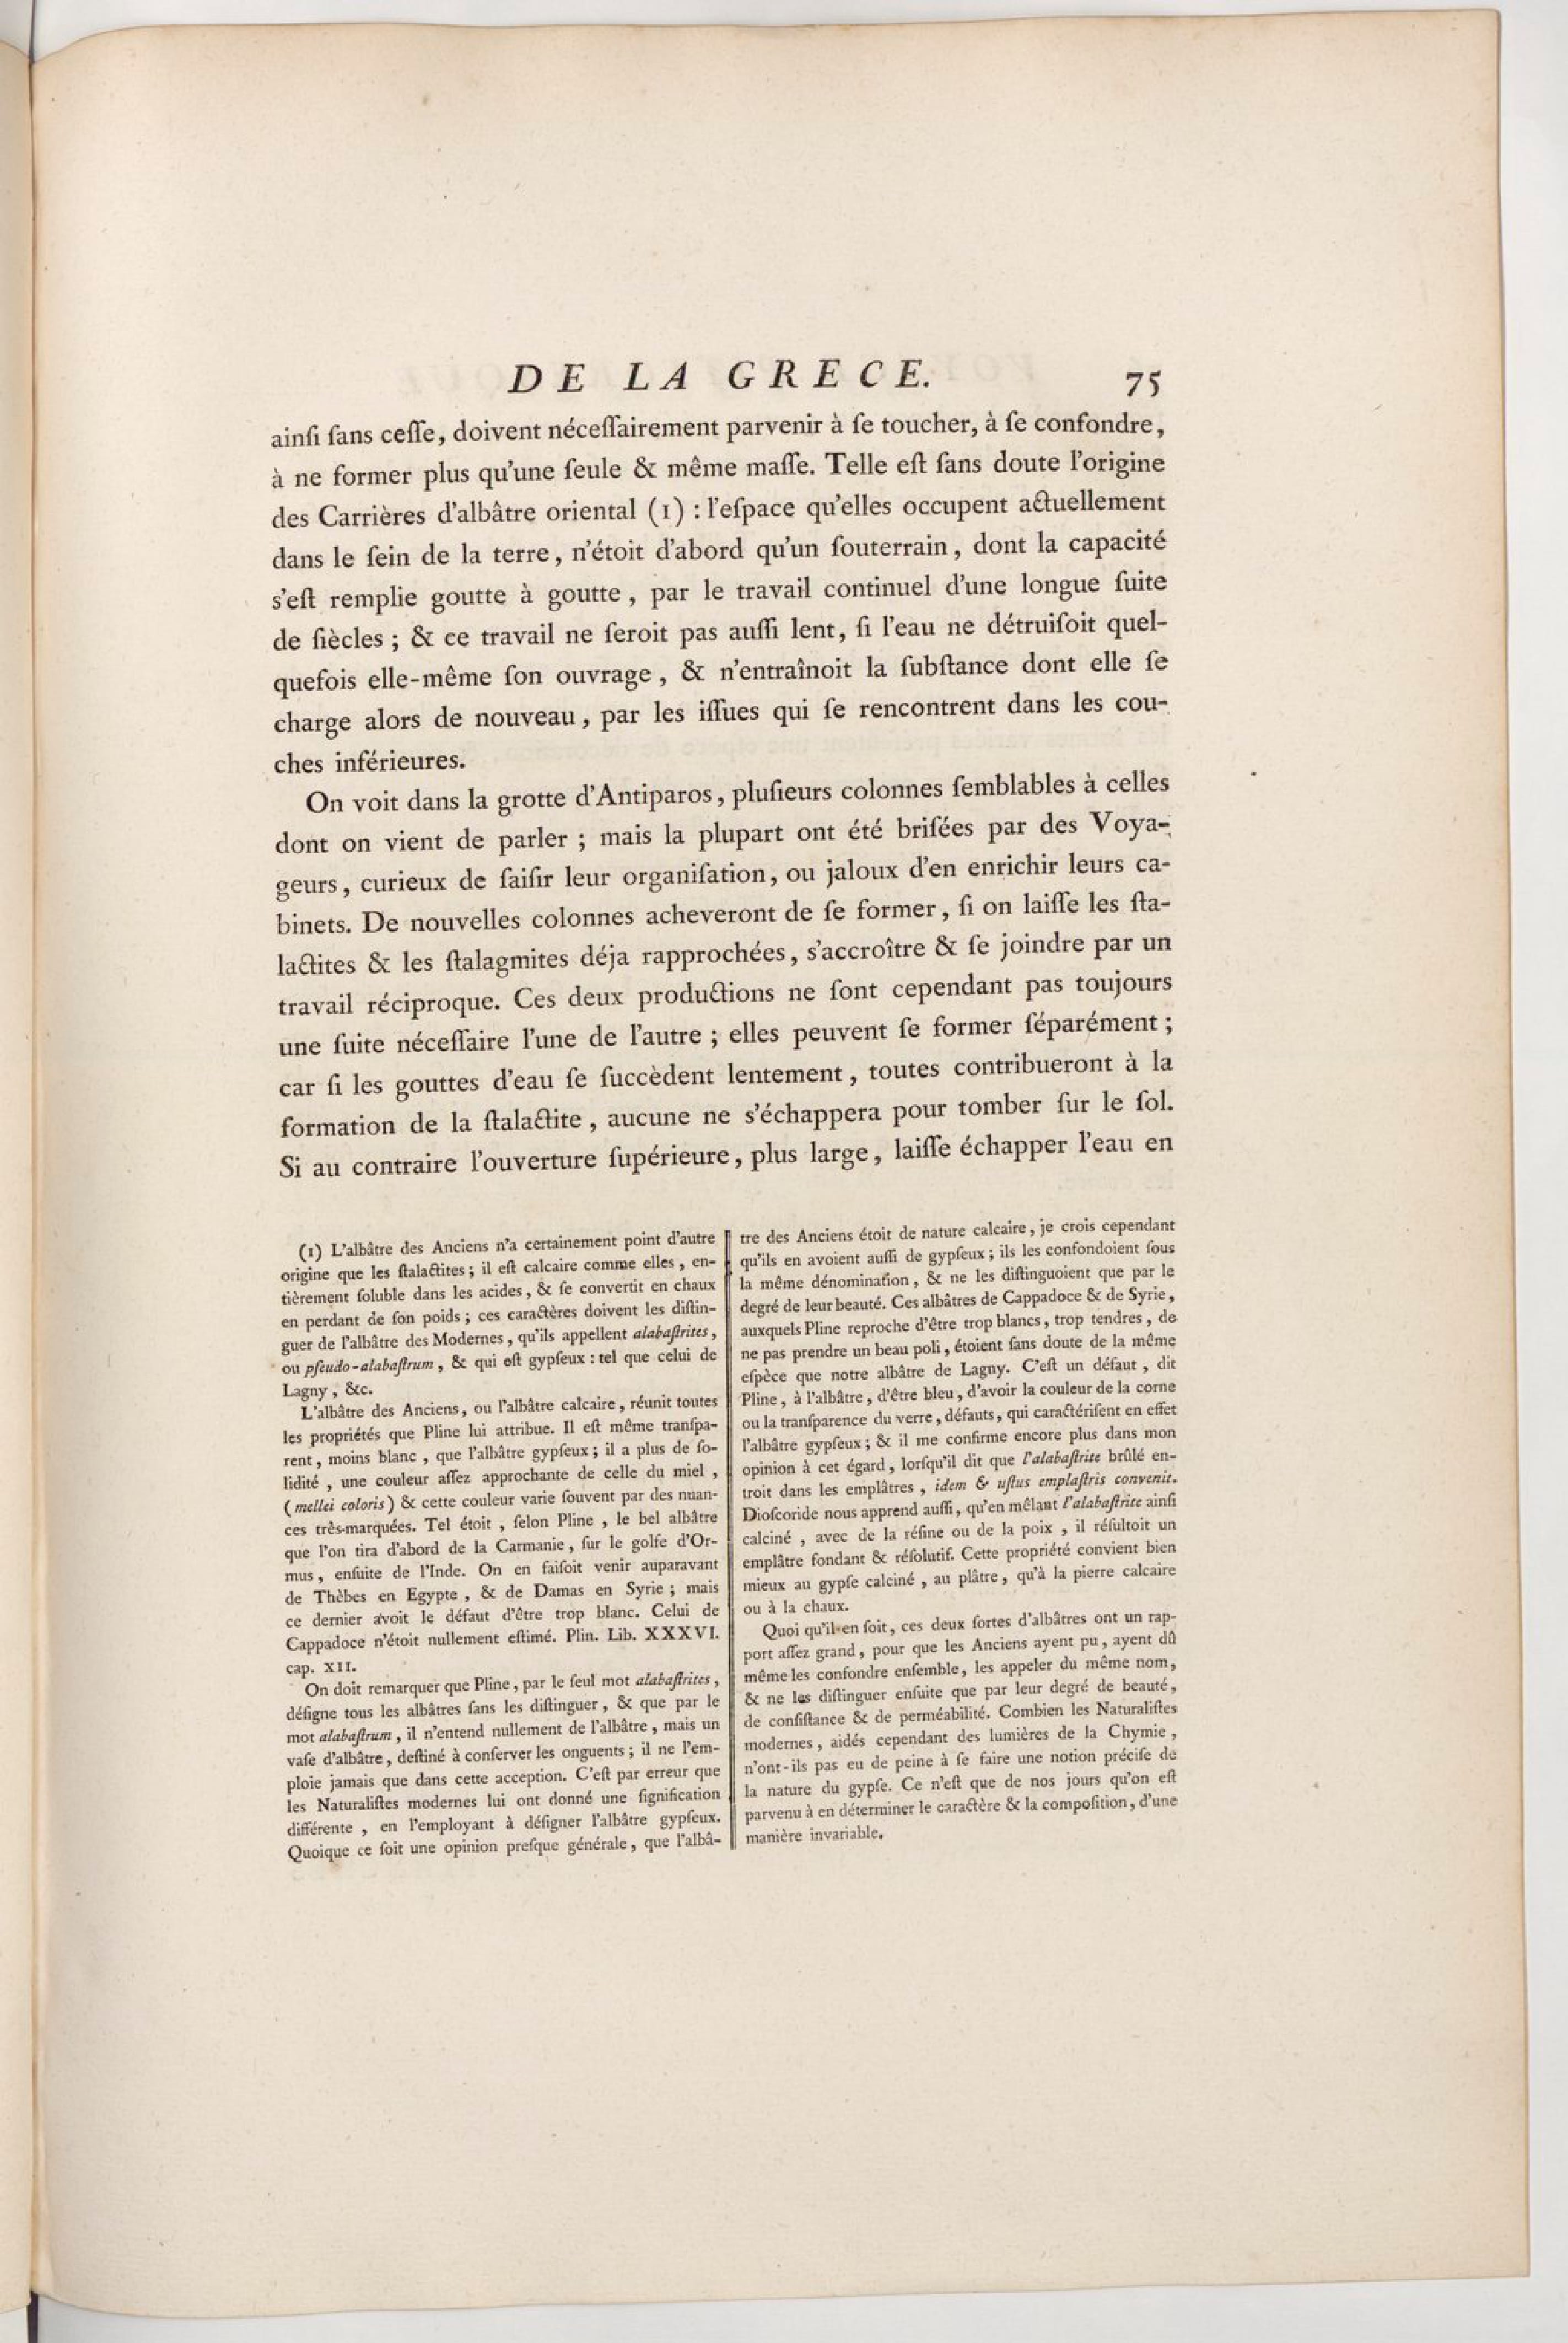 DE LA GRECE. 75
ainſi ſans ceſſe, doivent néceſſairement parvenir à ſe toucher, à ſe confondre,
à ne former plus qu'une ſeule & même maſſe. Telle eſt ſans doute l'origine
des Carrières d'albâtre oriental (1) : l'eſpace qu'elles occupent actuellement
dans le ſein de la terre, n'étoit d'abord qu'un ſouterrain, dont la capacité
s'eſt remplie goutte à goutte, par le travail continuel d'une longue ſuite
de ſiècles ; & ce travail ne ſeroit pas auſſi lent, ſi l'eau ne détruiſoit quel-
quefois elle-même ſon ouvrage, & n'entraînoit la ſubſtance dont elle ſe
charge alors de nouveau, par les iſſues qui ſe rencontrent dans les cou-
ches inférieures.
On voit dans la grotte d'Antiparos, pluſieurs colonnes ſemblables à celles
dont on vient de parler ; mais la plupart ont été briſées par des Voya-
geurs, curieux de ſaiſir leur organiſation, ou jaloux d'en enrichir leurs ca-
binets. De nouvelles colonnes acheveront de ſe former, ſi on laiſſe les ſta-
lactites & les ſtalagmites déja rapprochées, s'accroître & ſe joindre par un
travail réciproque. Ces deux productions ne ſont cependant pas toujours
une ſuite néceſſaire l'une de l'autre ; elles peuvent ſe former ſéparément ;
car ſi les gouttes d'eau ſe ſuccèdent lentement, toutes contribueront à la
formation de la ſtalactite, aucune ne s'échappera pour tomber ſur le ſol.
Si au contraire l'ouverture ſupérieure, plus large, laiſſe échapper l'eau en
(1) L'albâtre des Anciens n'a certainement point d'autre
origine que les ſtalactites ; il eſt calcaire comme elles, en-
tièrement ſoluble dans les acides, & ſe convertit en chaux
en perdant de ſon poids ; ces caractères doivent les diſtin-
guer de l'albâtre des Modernes, qu'ils appellent alabaſtrites,
ou pſeudo-alabaſtrum, & qui eſt gypſeux : tel que celui de
Lagny, &c.
L'albâtre des Anciens, ou l'albâtre calcaire, réunit toutes
les propriétés que Pline lui attribue. Il eſt même tranſpa-
rent, moins blanc, que l'albâtre gypſeux ; il a plus de ſo-
lidité, une couleur aſſez approchante de celle du miel,
(mellei coloris) & cette couleur varie ſouvent par des nuan-
ces très-marquées. Tel étoit, ſelon Pline, le bel albâtre
que l'on tira d'abord de la Carmanie, ſur le golfe d'Or-
mus, enſuite de l'Inde. On en faiſoit venir auparavant
de Thèbes en Egypte, & de Damas en Syrie ; mais
ce dernier avoit le défaut d'être trop blanc. Celui de
Cappadoce n'étoit nullement eſtimé. Plin. Lib. XXXVI.
cap. XII.
On doit remarquer que Pline, par le ſeul mot alabaſtrites,
déſigne tous les albâtres ſans les diſtinguer, & que par le
mot alabaſtrum, il n'entend nullement de l'albâtre, mais un
vaſe d'albâtre, deſtiné à conſerver les onguents ; il ne l'em-
ploie jamais que dans cette acception. C'eſt par erreur que
les Naturaliſtes modernes lui ont donné une ſignification
différente, en l'employant à déſigner l'albâtre gypſeux.
Quoique ce ſoit une opinion preſque générale, que l'albâ-
tre des Anciens étoit de nature calcaire, je crois cependant
qu'ils en avoient auſſi de gypſeux ; ils les confondoient ſous
la même dénomination, & ne les diſtinguoient que par le
degré de leur beauté. Ces albâtres de Cappadoce & de Syrie,
auxquels Pline reproche d'être trop blancs, trop tendres, de
ne pas prendre un beau poli, étoient ſans doute de la même
eſpèce que notre albâtre de Lagny. C'eſt un défaut, dit
Pline, à l'albâtre, d'être bleu, d'avoir la couleur de la corne
ou la tranſparence du verre, défauts, qui caractériſent en effet
l'albâtre gypſeux ; & il me confirme encore plus dans mon
opinion à cet égard, lorſqu'il dit que l'alabaſtrite brûlé en-
troit dans les emplâtres, idem & uſtus emplaſtris convenit.
Dioſcoride nous apprend auſſi, qu'en mêlant l'alabaſtrite ainſi
calciné, avec de la réſine ou de la poix, il réſultoit un
emplâtre fondant & réſolutif. Cette propriété convient bien
mieux au gypſe calciné, au plâtre, qu'à la pierre calcaire
ou à la chaux.
Quoi qu'il en ſoit, ces deux ſortes d'albâtres ont un rap-
port aſſez grand, pour que les Anciens ayent pu, ayent dû
même les confondre enſemble, les appeler du même nom,
& ne les diſtinguer enſuite que par leur degré de beauté,
de conſiſtance & de perméabilité. Combien les Naturaliſtes
modernes, aidés cependant des lumières de la Chymie,
n'ont-ils pas eu de peine à ſe faire une notion préciſe de
la nature du gypſe. Ce n'eſt que de nos jours qu'on eſt
parvenu à en déterminer le caractère & la compoſition, d'une
manière invariable.